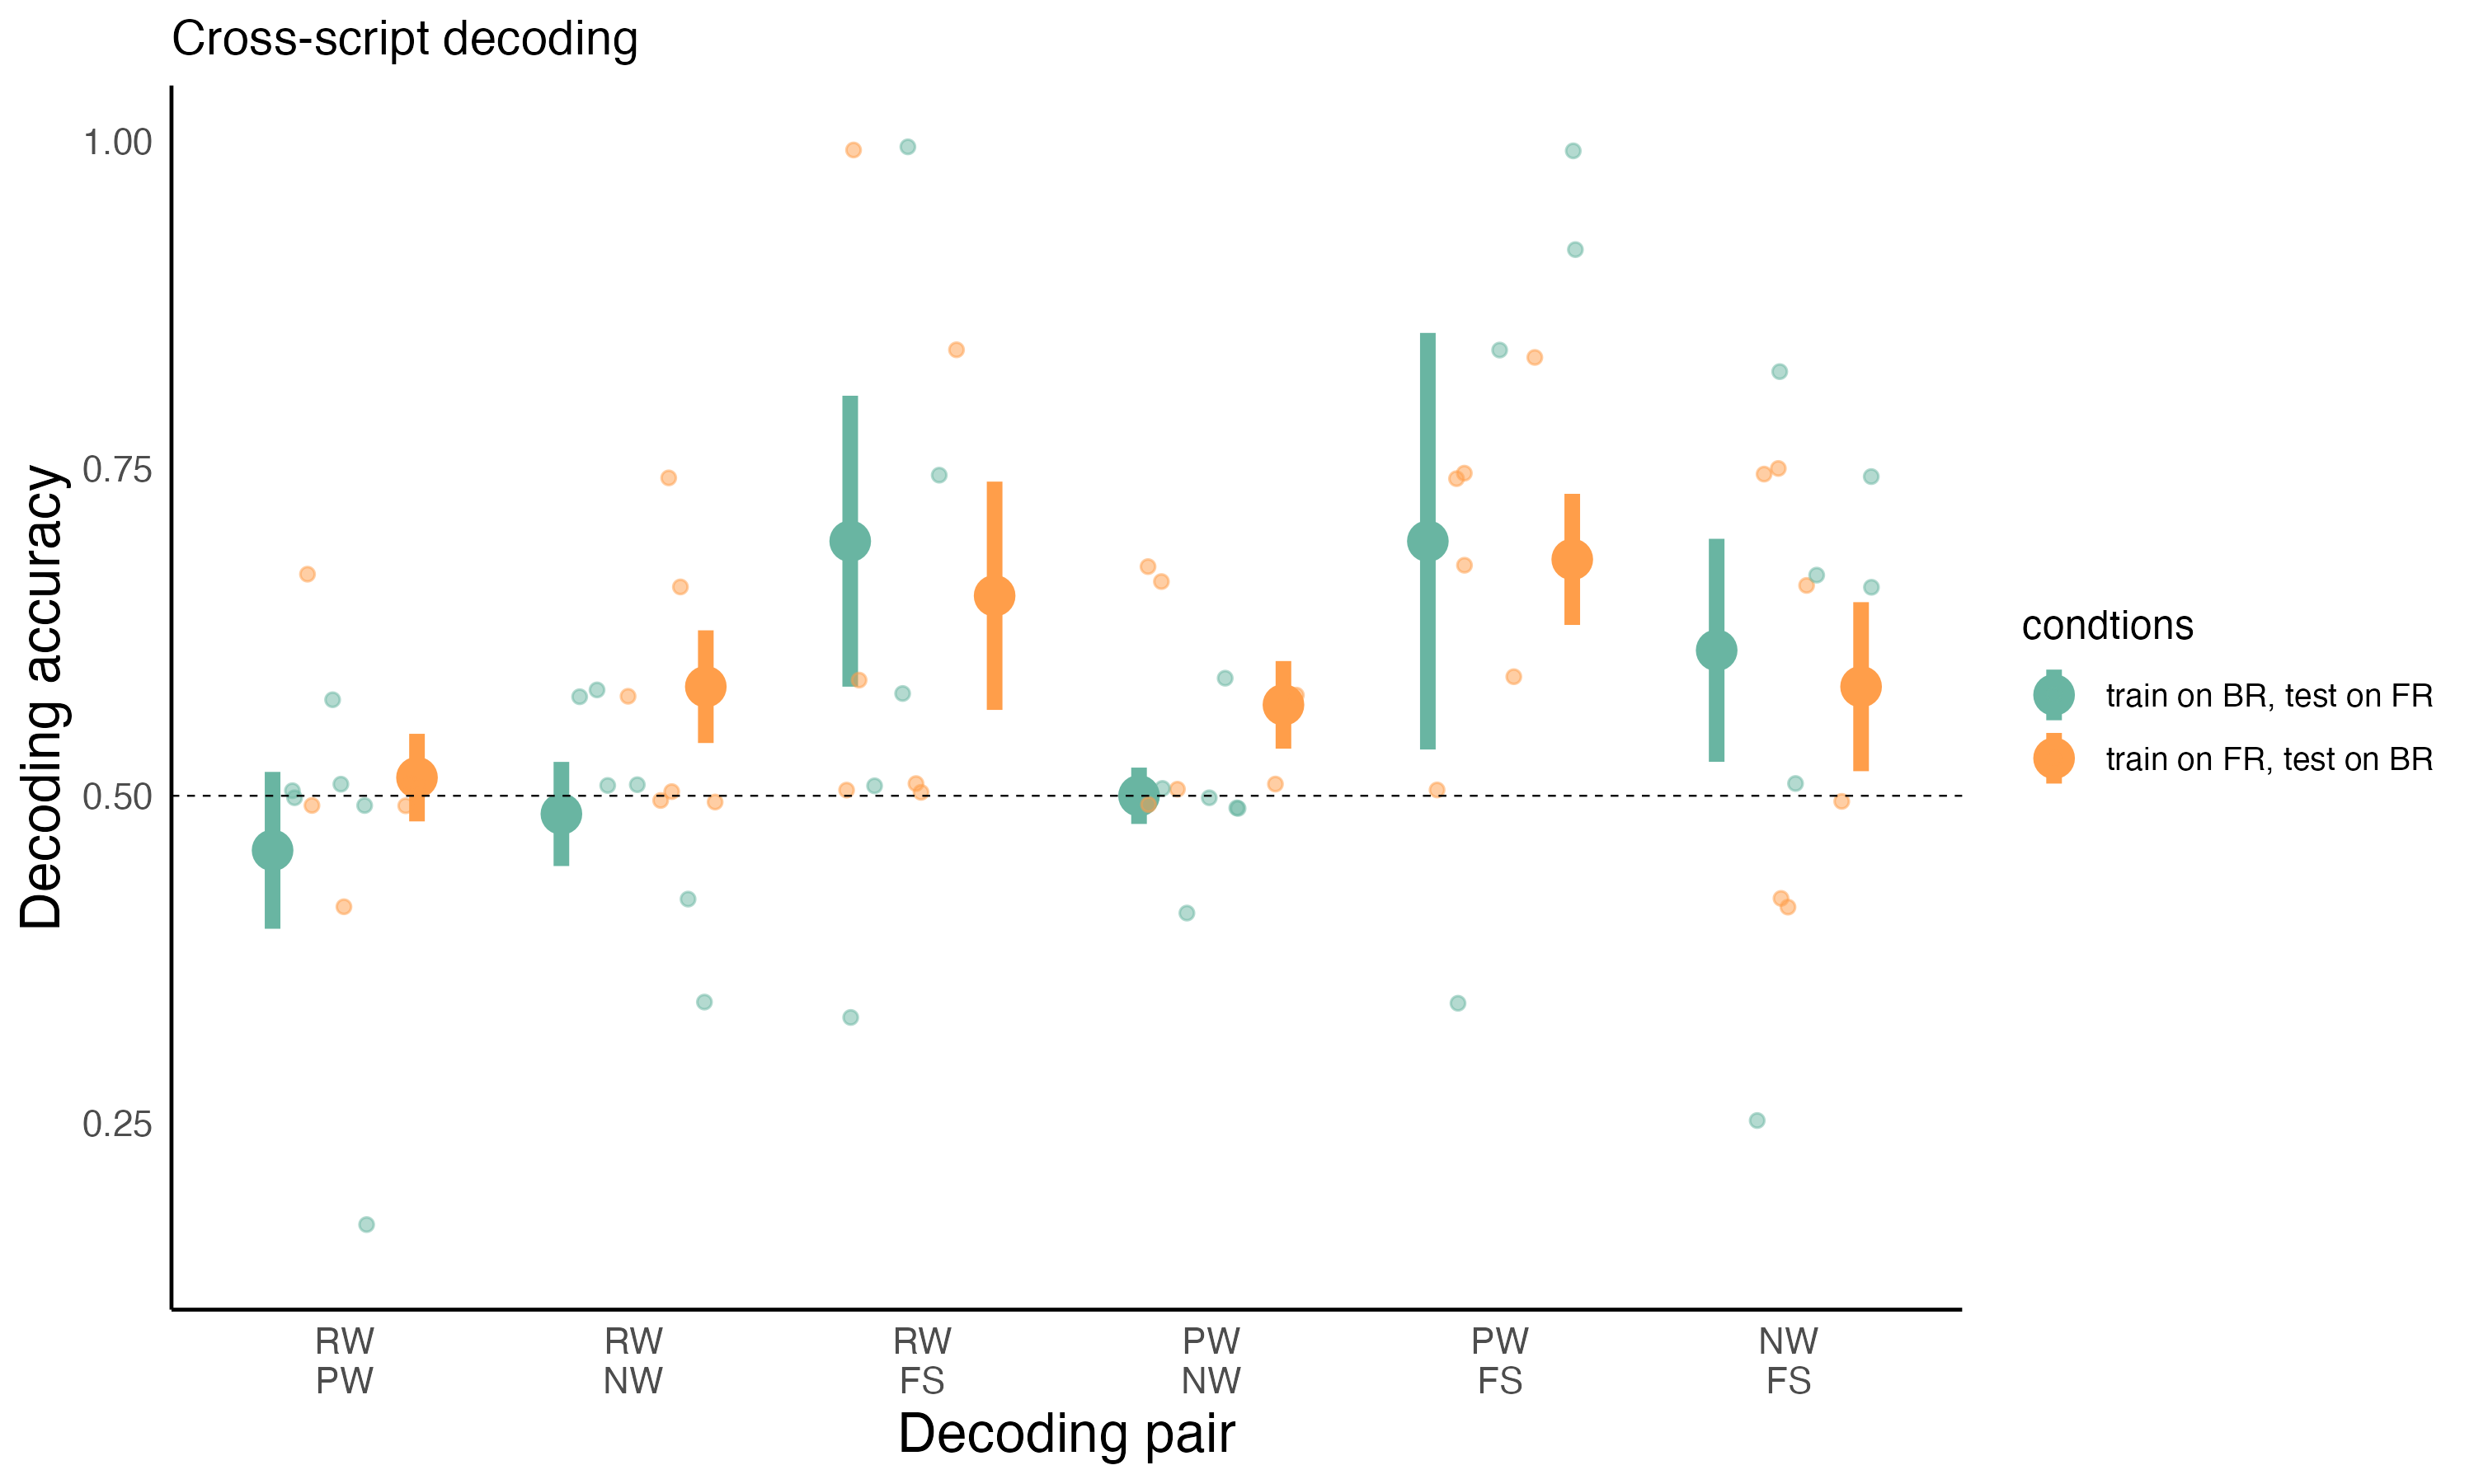 Cross-script decoding
Decoding accuracy
1.00
0.75
0.50
0.25
RW
PW
RW
NW
RW
FS
PW
NW
PW
FS
NW
FS
Decoding pair
condtions
train on BR, test on FR
train on FR, test on BR